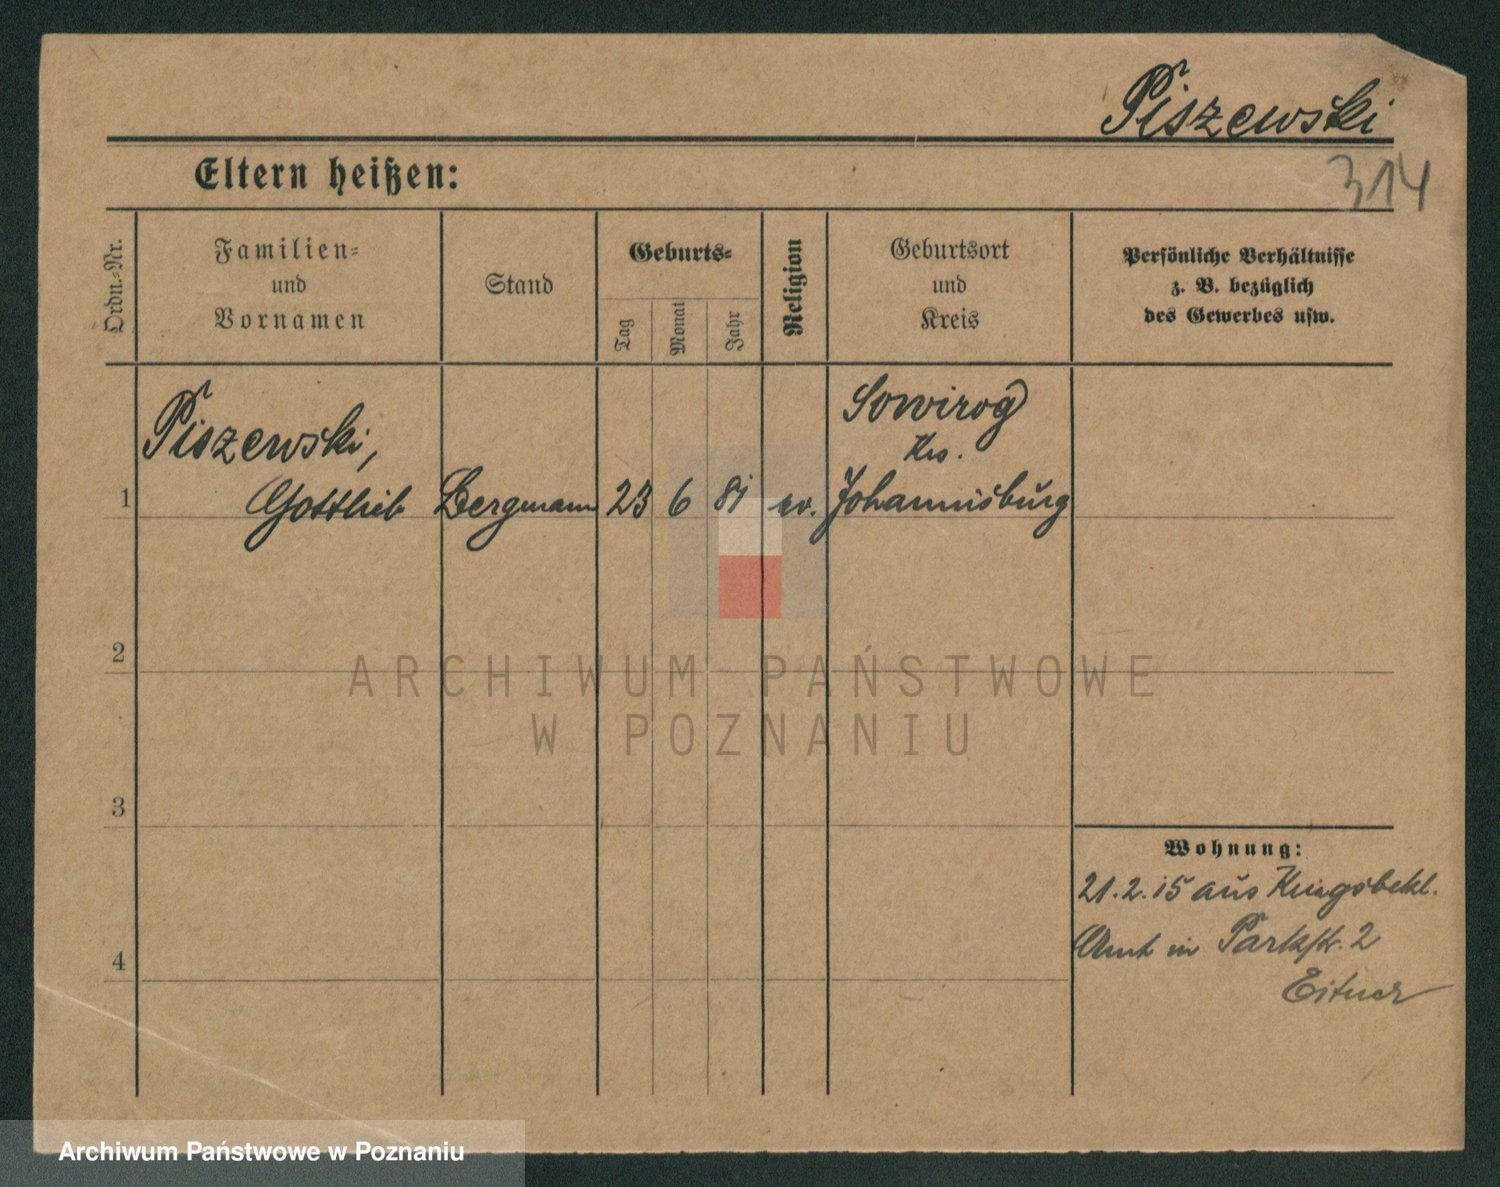 Piszewski
314
Eltern heißen:
Ordn.-Nr.
Familien-
und
Vornamen
Stand
Geburts-
Tag
Monat
Jahr
Religion
Geburtsort
und
Kreis
Persönliche Verhältnisse
z. B. bezüglich
des Gewerbes usw.
Piszewski,
1 Gottlieb Bergmann 23 6 81 ev.
Sowirog
Krs.
Johannisburg
2
3
4
Wohnung:
21.2.15 aus Kriegsbekl.
Amt in Parkstr. 2
Eitner
ARCHIWUM PAŃSTWOWE
W POZNANIU
Archiwum Państwowe w Poznaniu